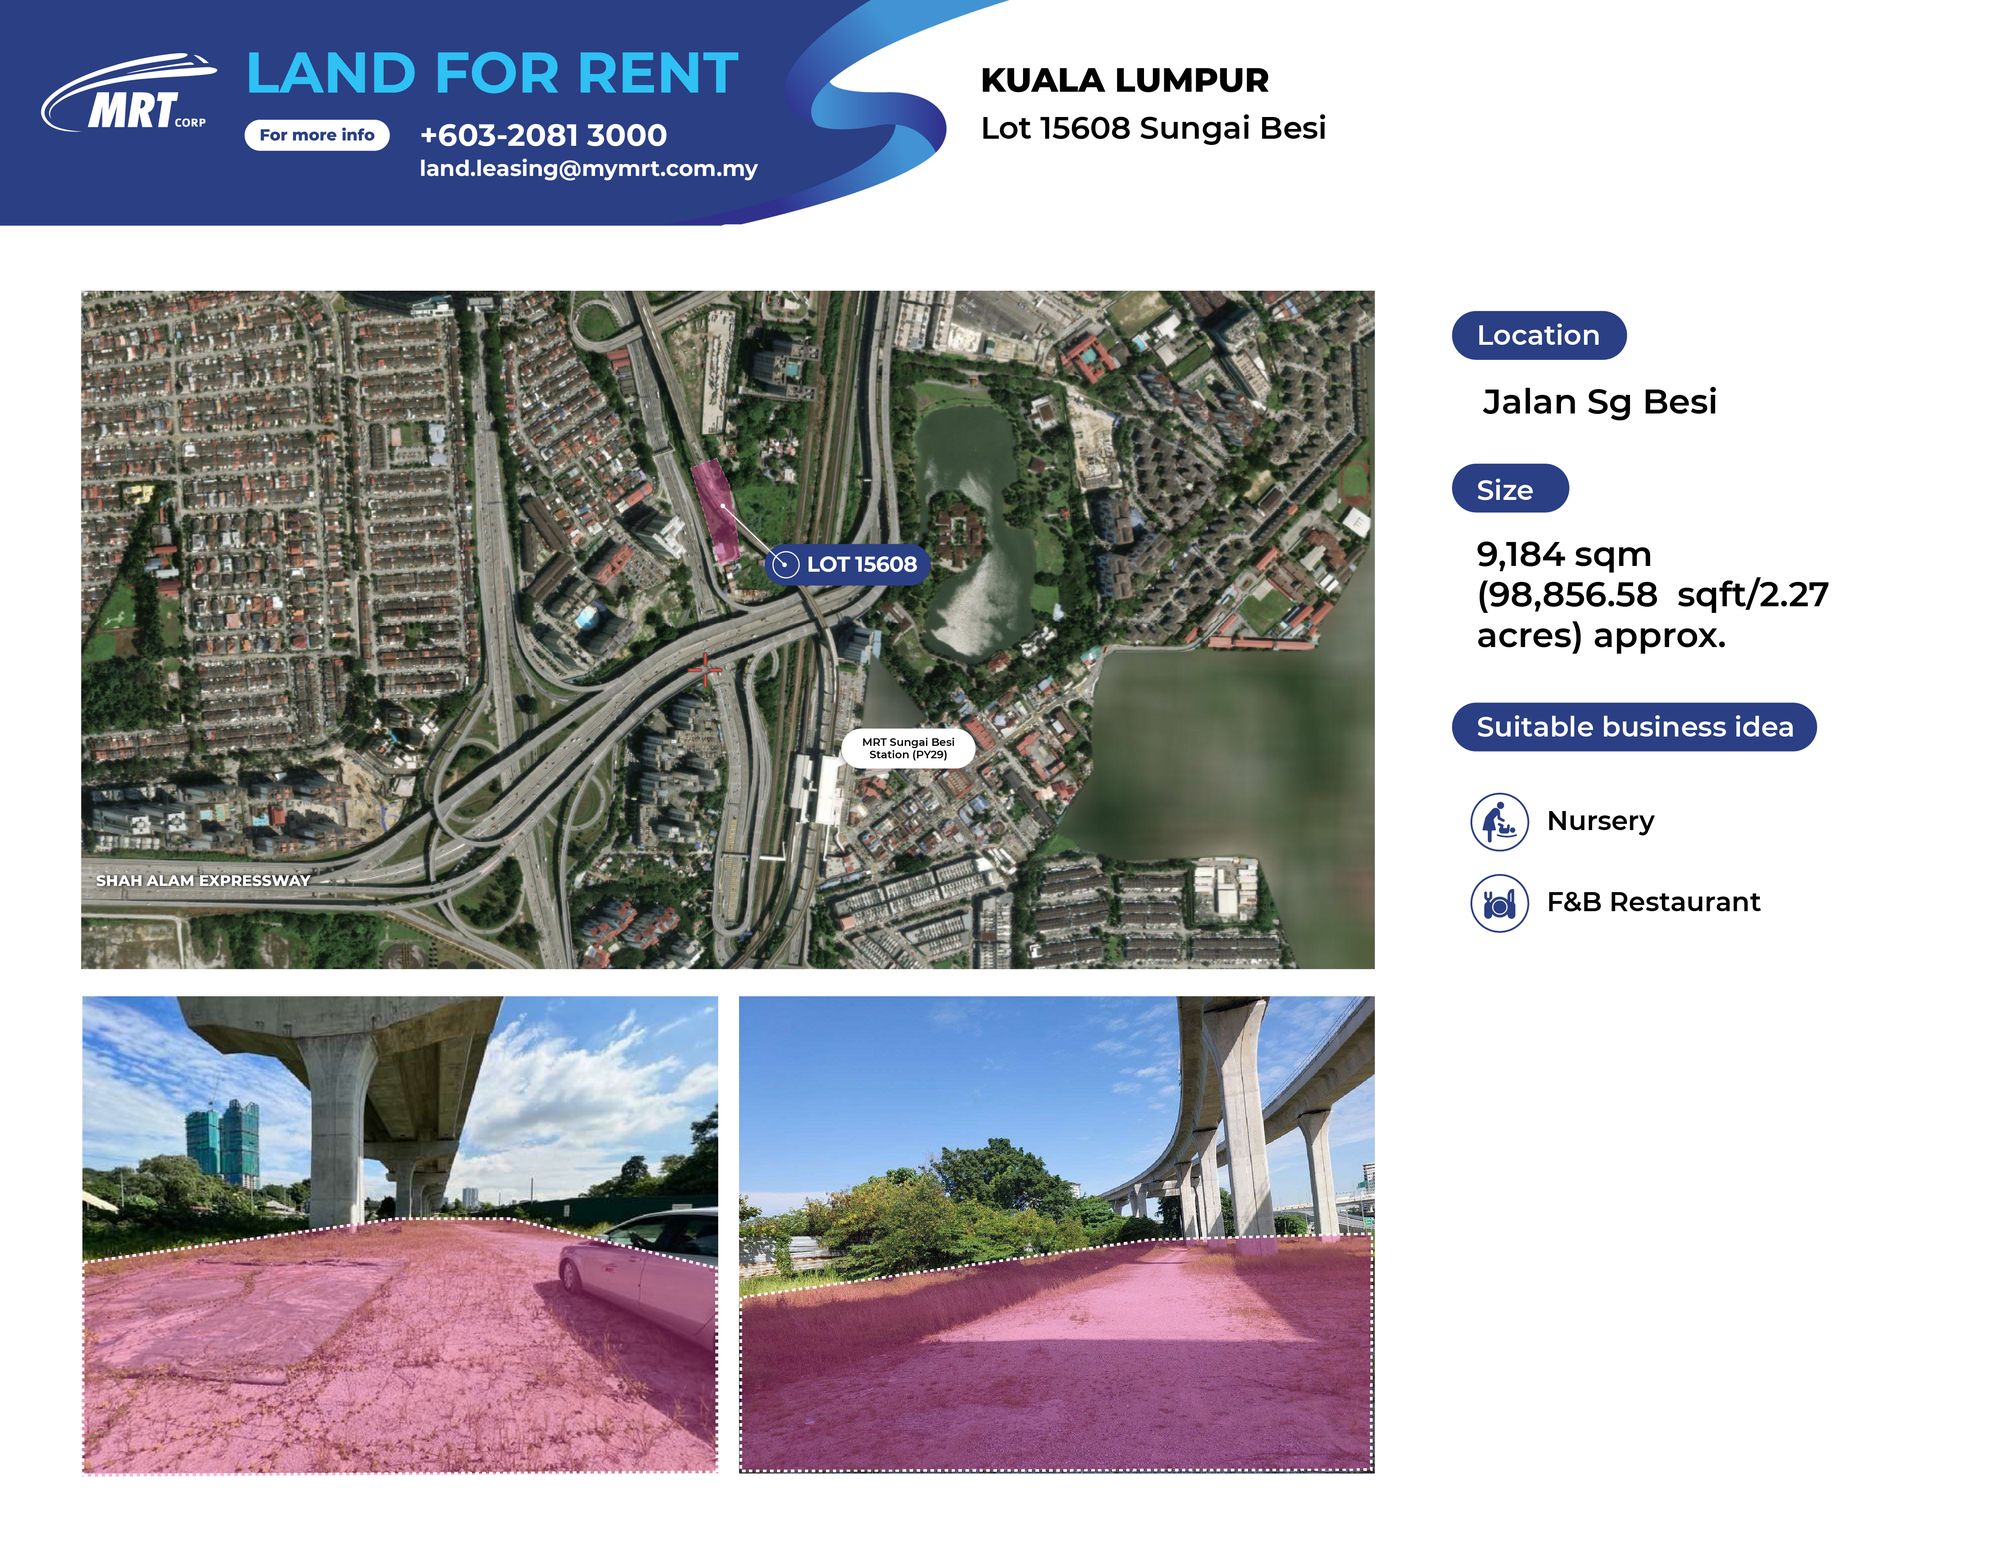 MRT CORP
LAND FOR RENT
For more info
+603-2081 3000
land.leasing@mymrt.com.my
KUALA LUMPUR
Lot 15608 Sungai Besi
LOT 15608
MRT Sungai Besi
Station (PY29)
SHAH ALAM EXPRESSWAY
Location
Jalan Sg Besi
Size
9,184 sqm
(98,856.58 sqft/2.27
acres) approx.
Suitable business idea
Nursery
F&B Restaurant